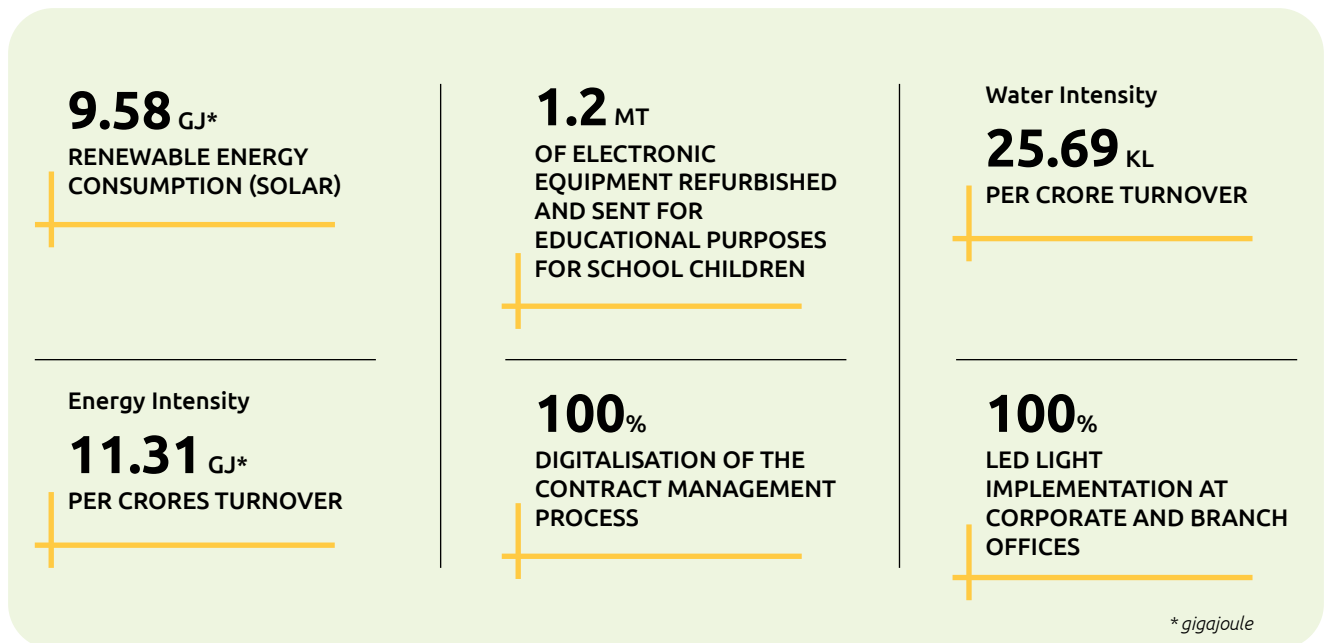 9.58 GJ*
RENEWABLE ENERGY
CONSUMPTION (SOLAR)
1.2 MT
OF ELECTRONIC
EQUIPMENT REFURBISHED
AND SENT FOR
EDUCATIONAL PURPOSES
FOR SCHOOL CHILDREN
Water Intensity
25.69 KL
PER CRORE TURNOVER
Energy Intensity
11.31 GJ*
PER CRORES TURNOVER
100%
DIGITALISATION OF THE
CONTRACT MANAGEMENT
PROCESS
100%
LED LIGHT
IMPLEMENTATION AT
CORPORATE AND BRANCH
OFFICES
* gigajoule